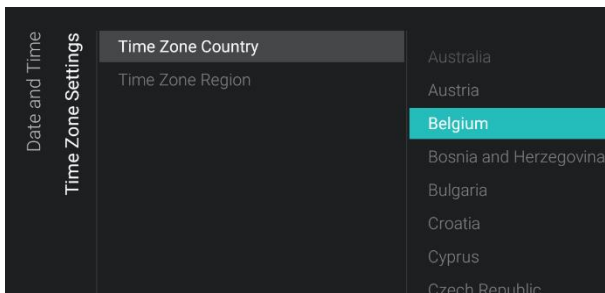 Date and Time
Time Zone Settings
Time Zone Country
Time Zone Region
Australia
Austria
Belgium
Bosnia and Herzegovina
Bulgaria
Croatia
Cyprus
Czech Republic